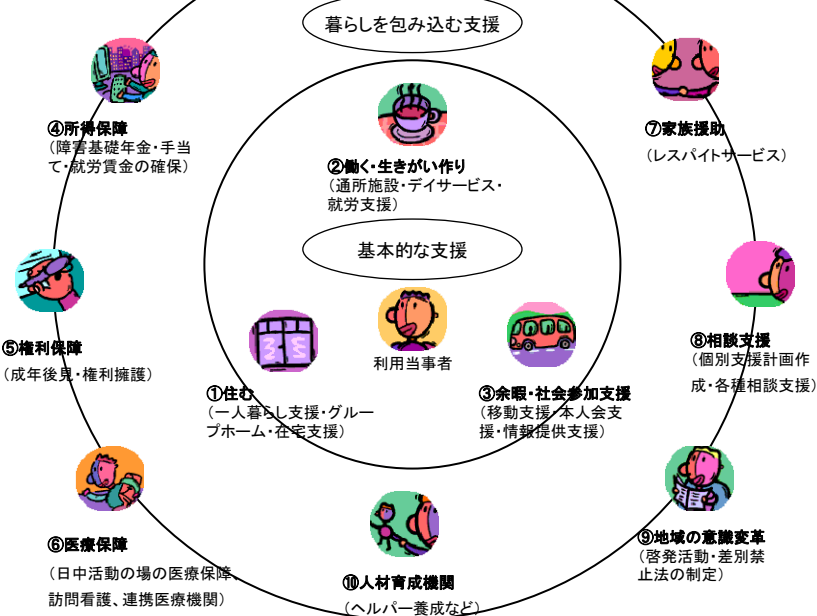 暮らしを包み込む支援
④所得保障
(障害基礎年金・手当
て・就労賃金の確保)
②働く・生きがい作り
(通所施設・デイサービス・
就労支援)
⑦家族援助
(レスパイトサービス)
基本的な支援
利用当事者
⑤権利保障
(成年後見・権利擁護)
①住む
(一人暮らし支援・グルー
プホーム・在宅支援)
③余暇・社会参加支援
(移動支援・本人会支
援・情報提供支援)
⑧相談支援
(個別支援計画作
成・各種相談支援)
⑥医療保障
(日中活動の場の医療保障、
訪問看護、連携医療機関)
⑩人材育成機関
(ヘルパー養成など)
⑨地域の意識変革
(啓発活動・差別禁
止法の制定)